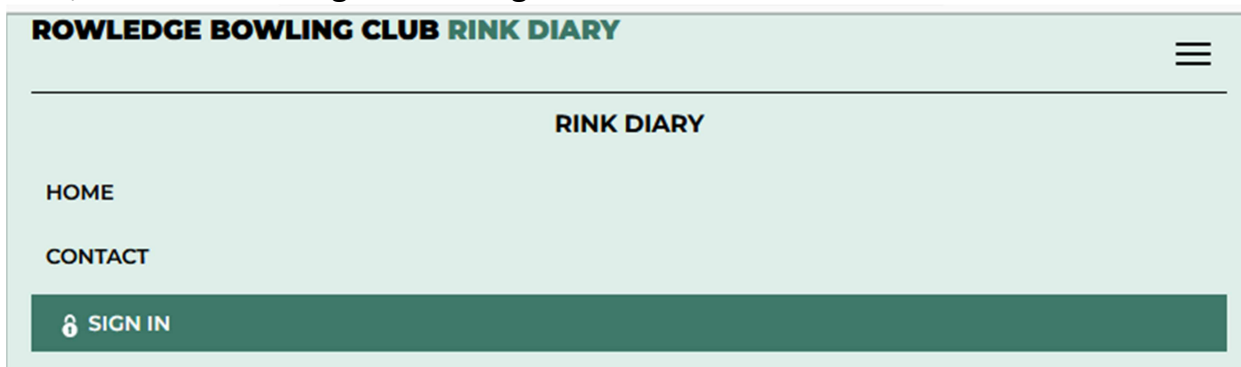 ROWLEDGE BOWLING CLUB RINK DIARY
RINK DIARY
HOME
CONTACT
SIGN IN